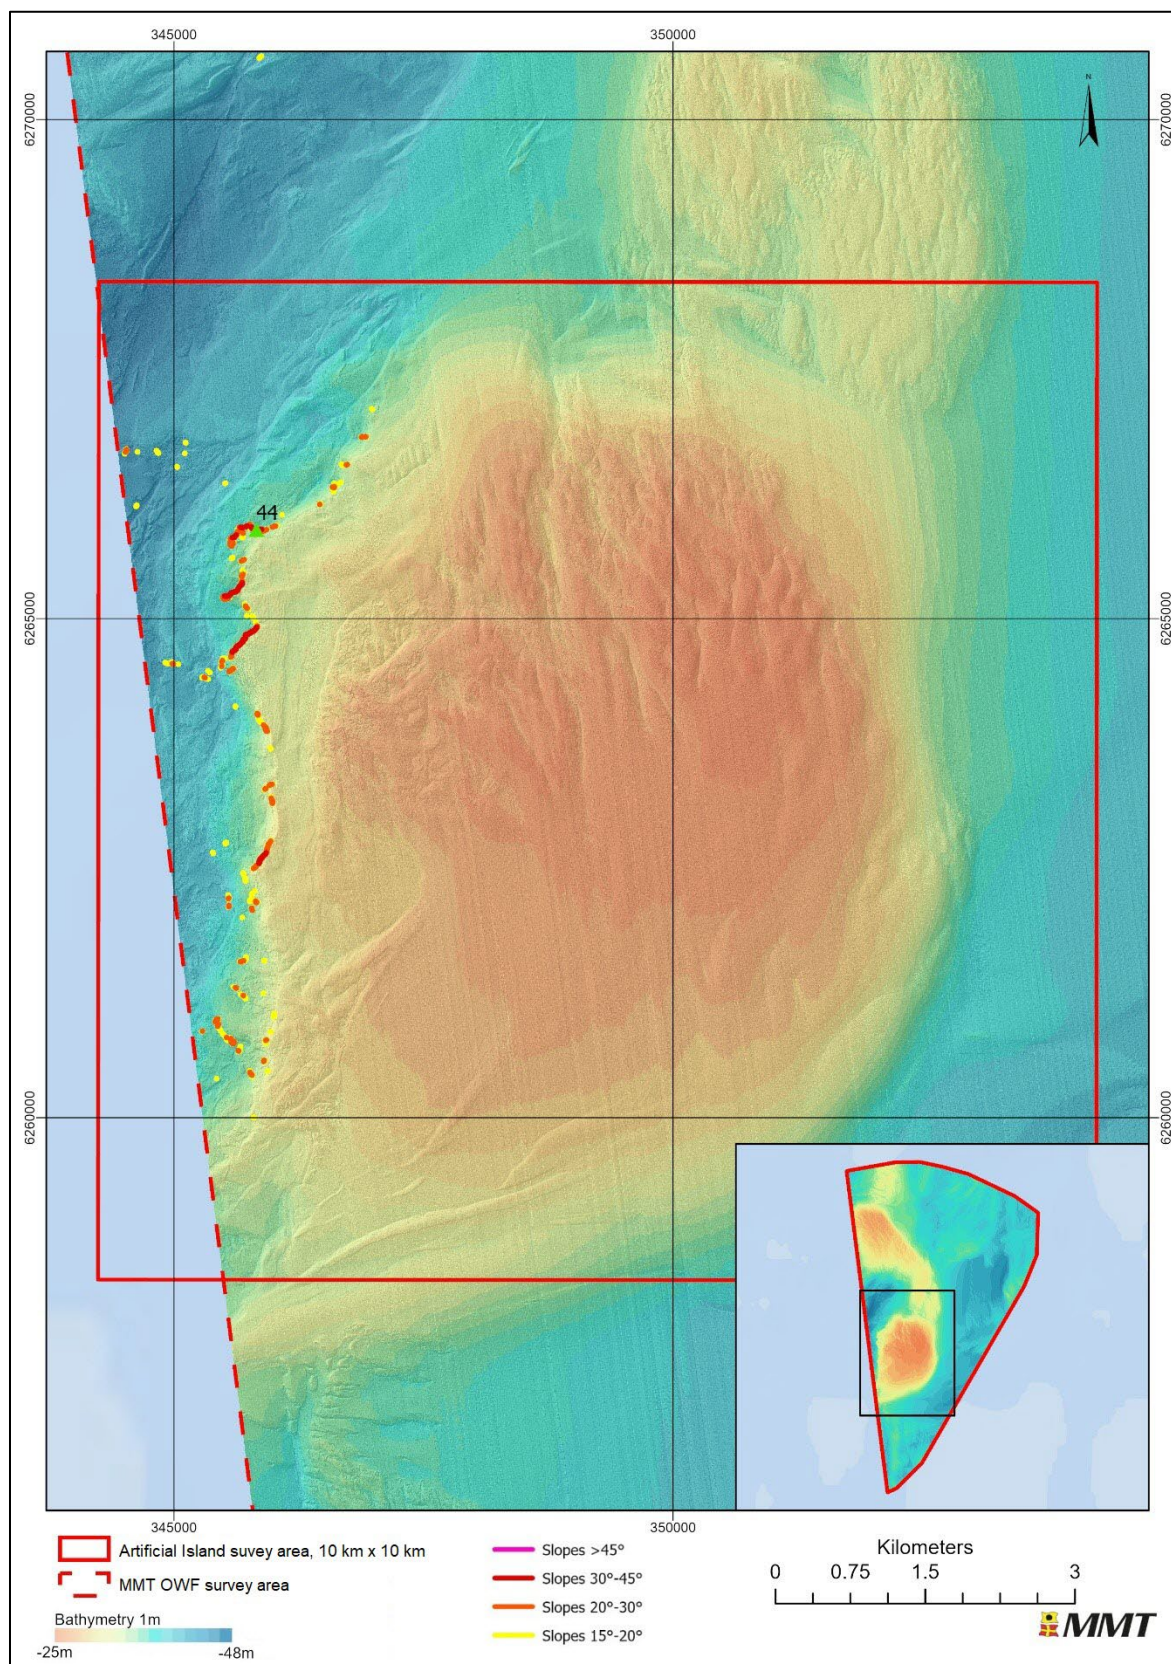 345000
350000
N
6270000
6270000
44
6265000
6265000
6260000
6260000
345000
350000
Artificial Island suvey area, 10 km x 10 km
MMT OWF survey area
Bathymetry 1m
-25m
-48m
Slopes >45°
Slopes 30°-45°
Slopes 20°-30°
Slopes 15°-20°
Kilometers
0 0.75 1.5 3
MMT